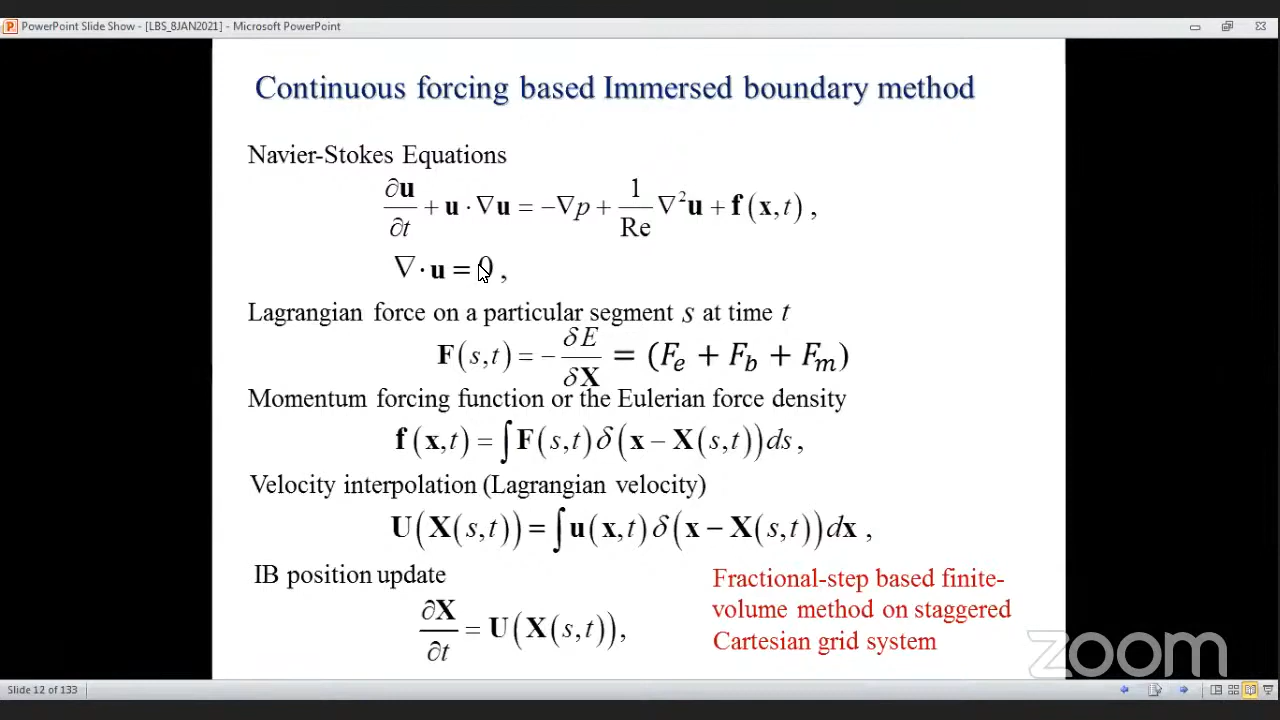 PowerPoint Slide Show - [LBS_8JAN2021] - Microsoft PowerPoint
Continuous forcing based Immersed boundary method
Navier-Stokes Equations
∂u/∂t + u · ∇u = −∇p + 1/Re ∇²u + f(x,t),
∇·u = 0,
Lagrangian force on a particular segment s at time t
F(s,t) = − δE/δX = (F_e + F_b + F_m)
Momentum forcing function or the Eulerian force density
f(x,t) = ∫F(s,t)δ(x − X(s,t))ds,
Velocity interpolation (Lagrangian velocity)
U(X(s,t)) = ∫u(x,t)δ(x − X(s,t))dx,
IB position update
∂X/∂t = U(X(s,t)),
Fractional-step based finite-
volume method on staggered
Cartesian grid system
zoom
Slide 12 of 133